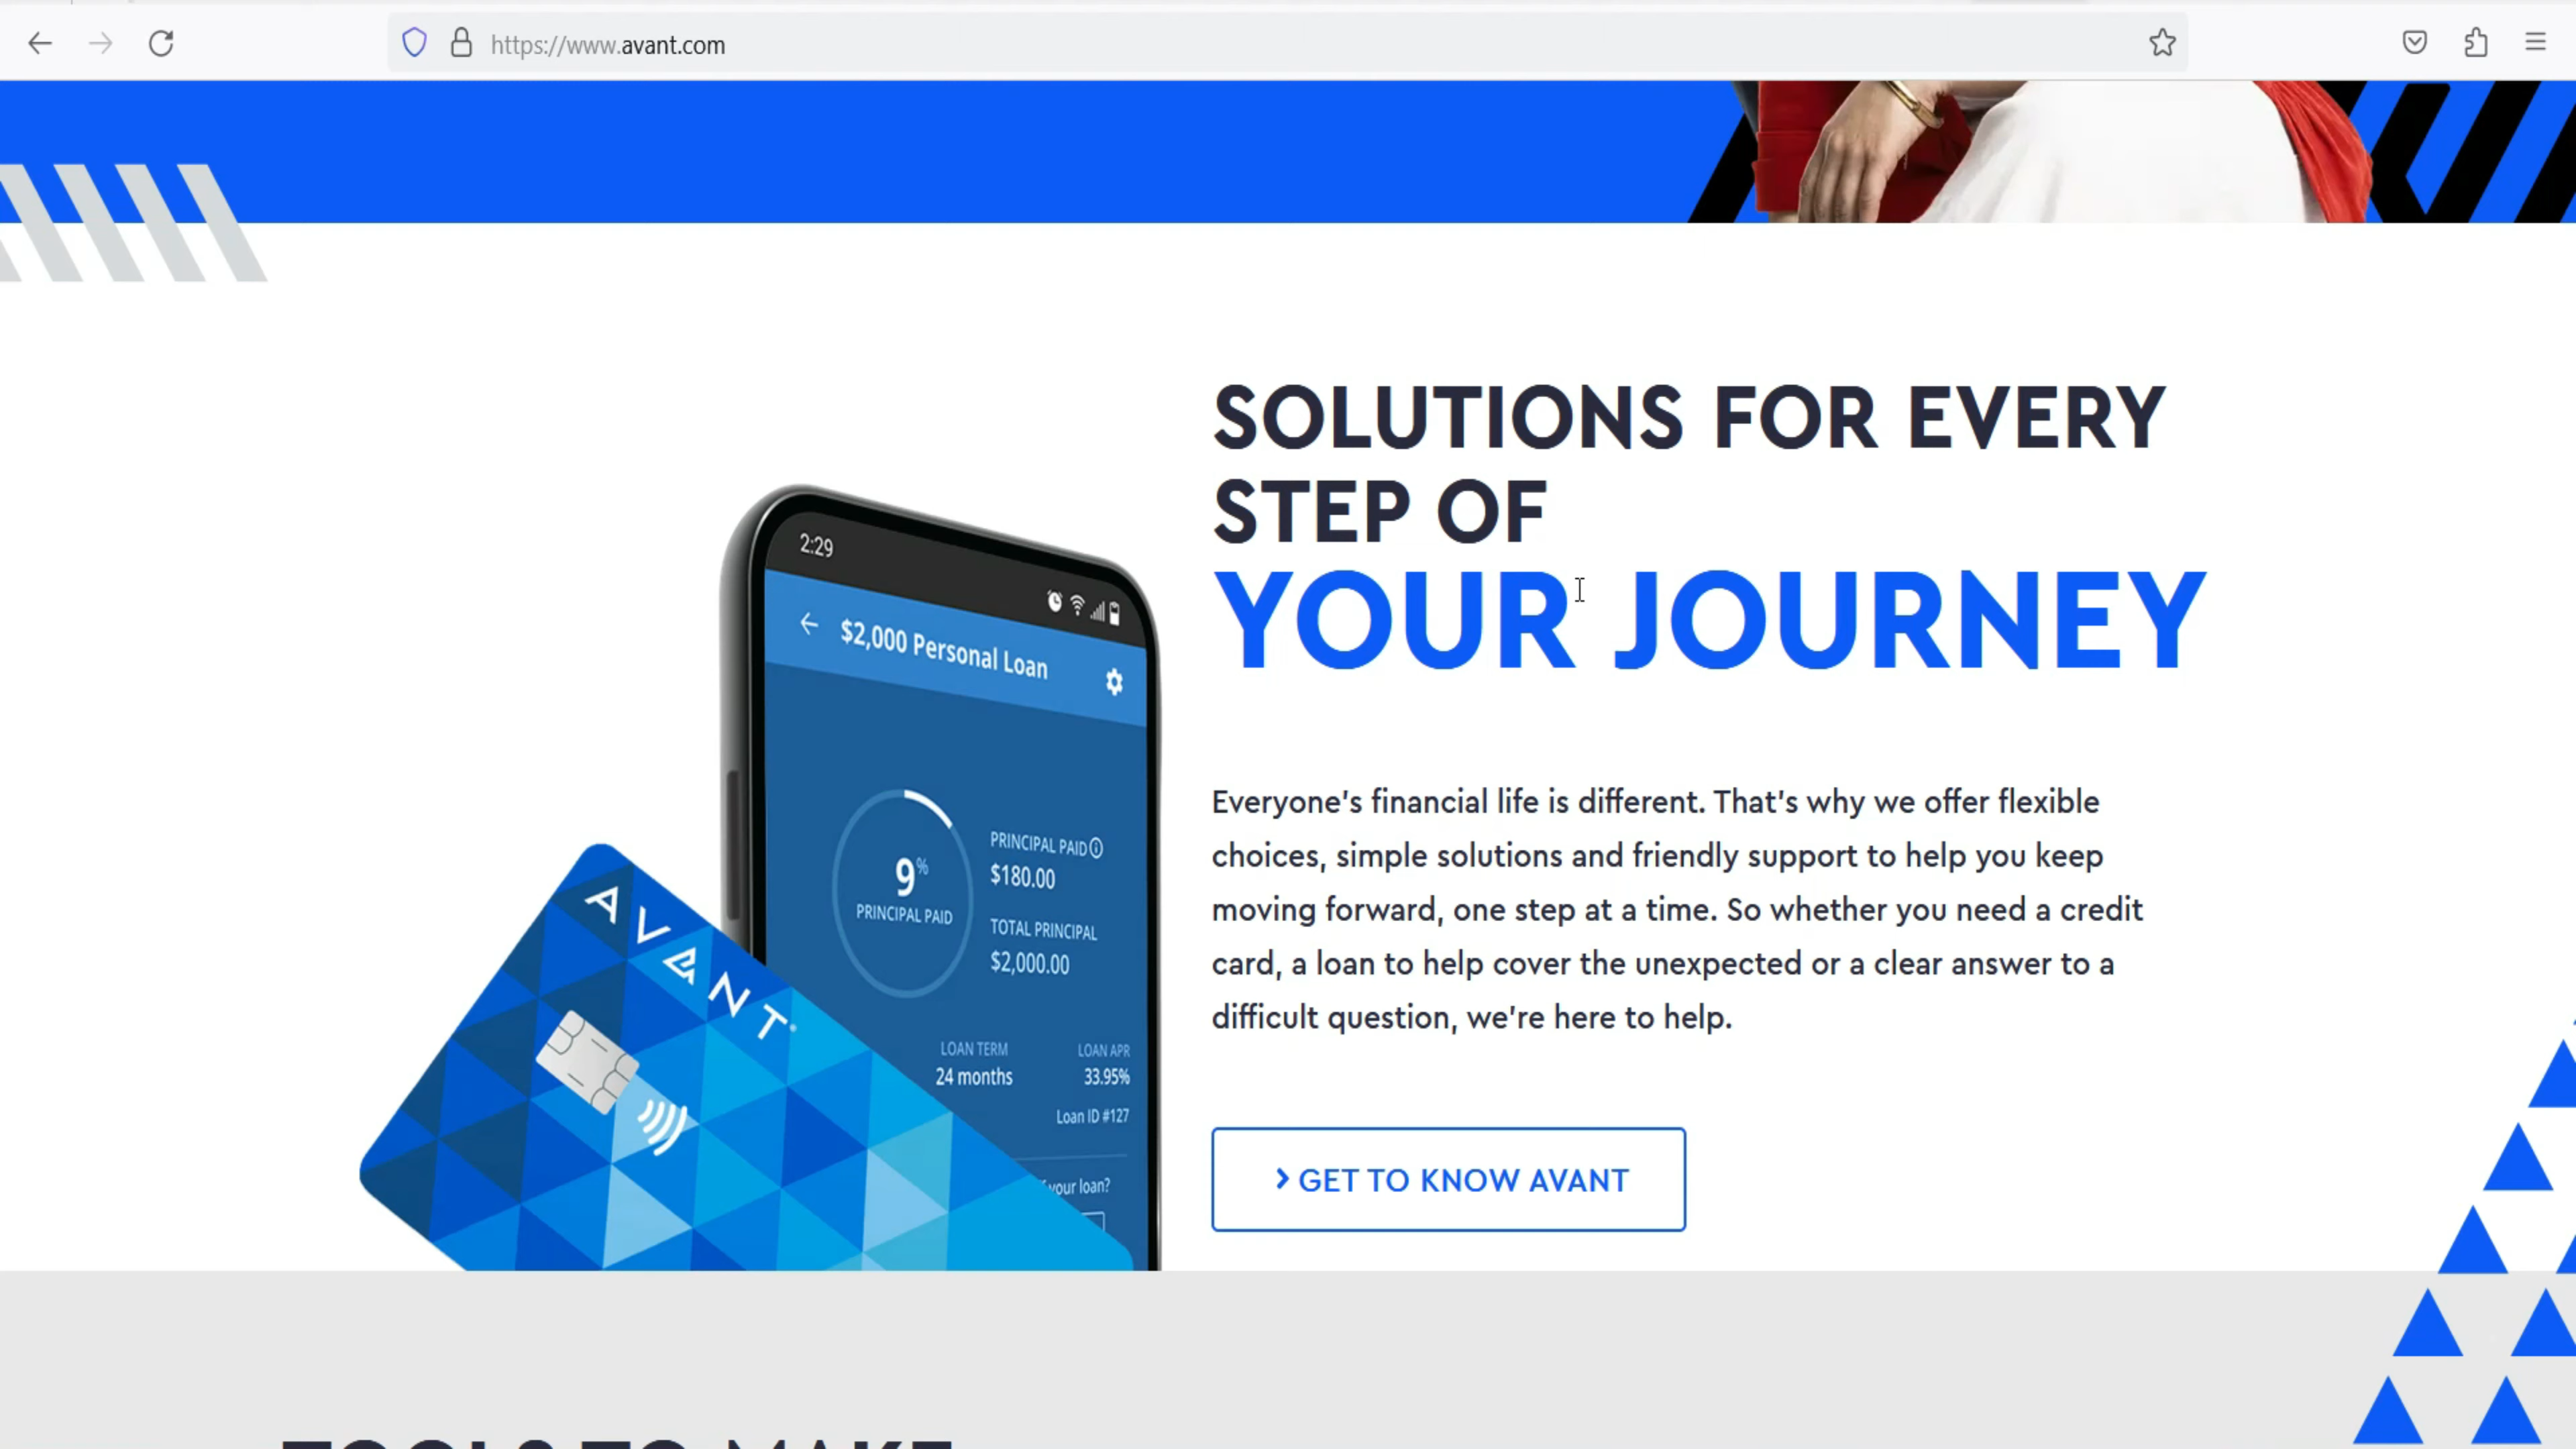 https://www.avant.com
SOLUTIONS FOR EVERY
STEP OF
YOUR JOURNEY
2:29
$2,000 Personal Loan
9%
PRINCIPAL PAID
PRINCIPAL PAID
$180.00
TOTAL PRINCIPAL
$2,000.00
LOAN TERM
24 months
LOAN APR
33.95%
Loan ID #127
your loan?
AVANT
Everyone's financial life is different. That's why we offer flexible
choices, simple solutions and friendly support to help you keep
moving forward, one step at a time. So whether you need a credit
card, a loan to help cover the unexpected or a clear answer to a
difficult question, we're here to help.
GET TO KNOW AVANT
TOOLS TO MAKE